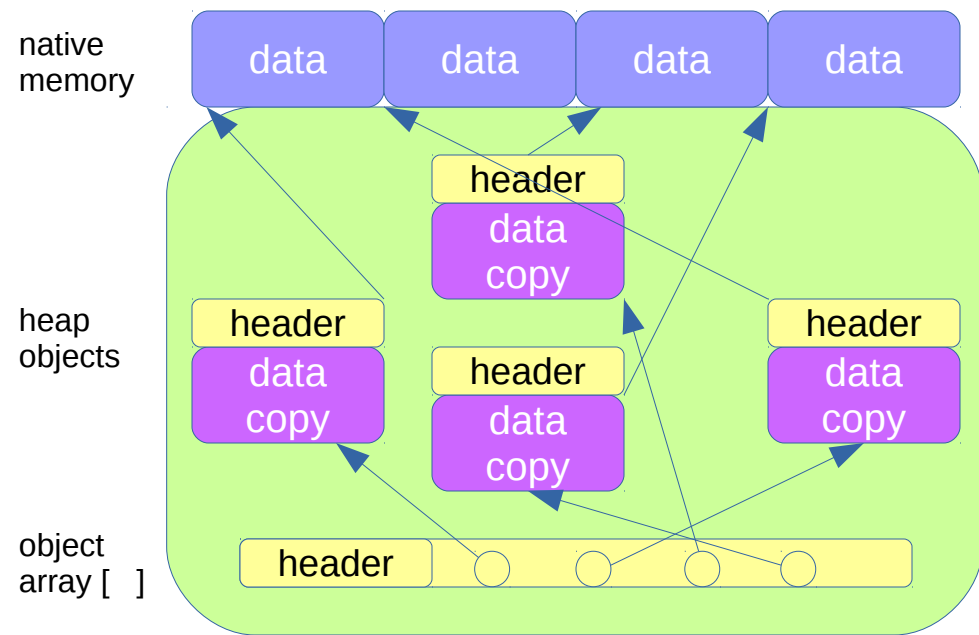 native
memory
data
data
data
data
header
data
copy
heap
objects
header
data
copy
header
data
copy
header
data
copy
object
array [   ]
header